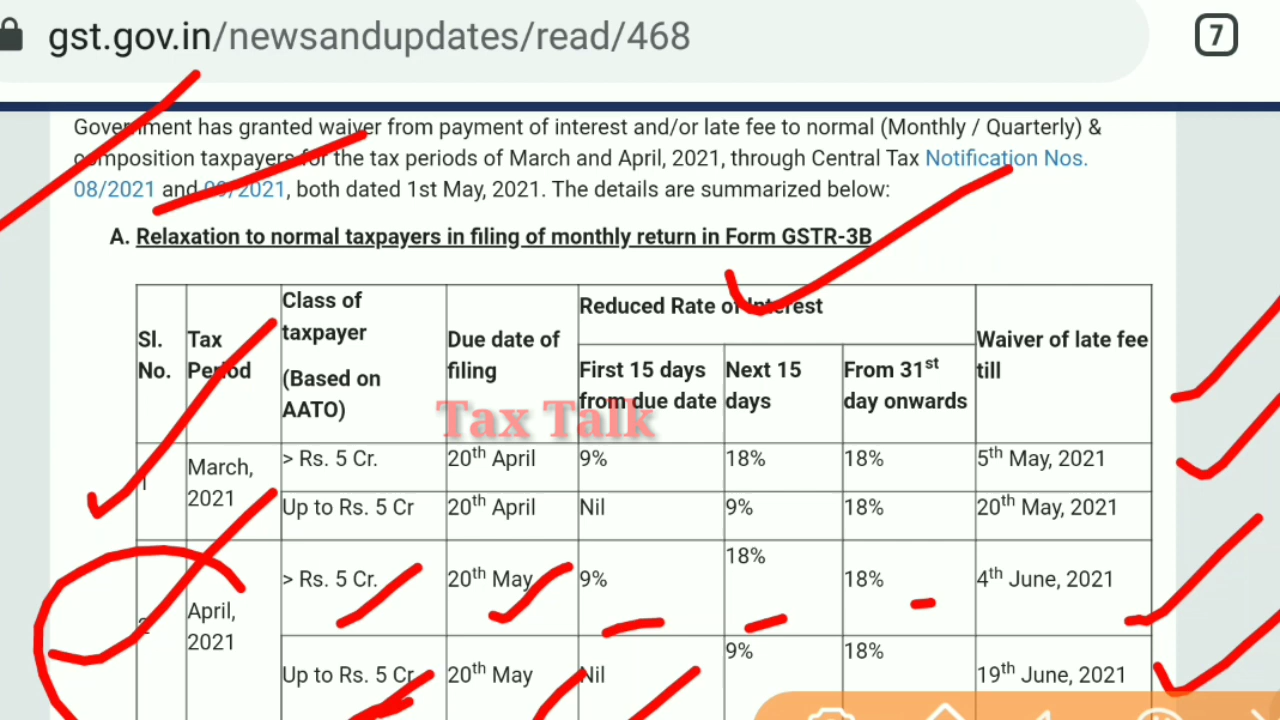 gst.gov.in/newsandupdates/read/468
7
Government has granted waiver from payment of interest and/or late fee to normal (Monthly / Quarterly) &
composition taxpayers for the tax periods of March and April, 2021, through Central Tax Notification Nos.
08/2021 and 09/2021, both dated 1st May, 2021. The details are summarized below:
A. Relaxation to normal taxpayers in filing of monthly return in Form GSTR-3B
Sl. No. Tax Period Class of taxpayer (Based on AATO) Due date of filing Reduced Rate of Interest Waiver of late fee till
First 15 days from due date Next 15 days From 31st day onwards
Tax Talk
1 March, 2021 > Rs. 5 Cr. 20th April 9% 18% 18% 5th May, 2021
Up to Rs. 5 Cr 20th April Nil 9% 18% 20th May, 2021
2 April, 2021 > Rs. 5 Cr. 20th May 9% 18% 18% 4th June, 2021
Up to Rs. 5 Cr 20th May Nil 9% 18% 19th June, 2021